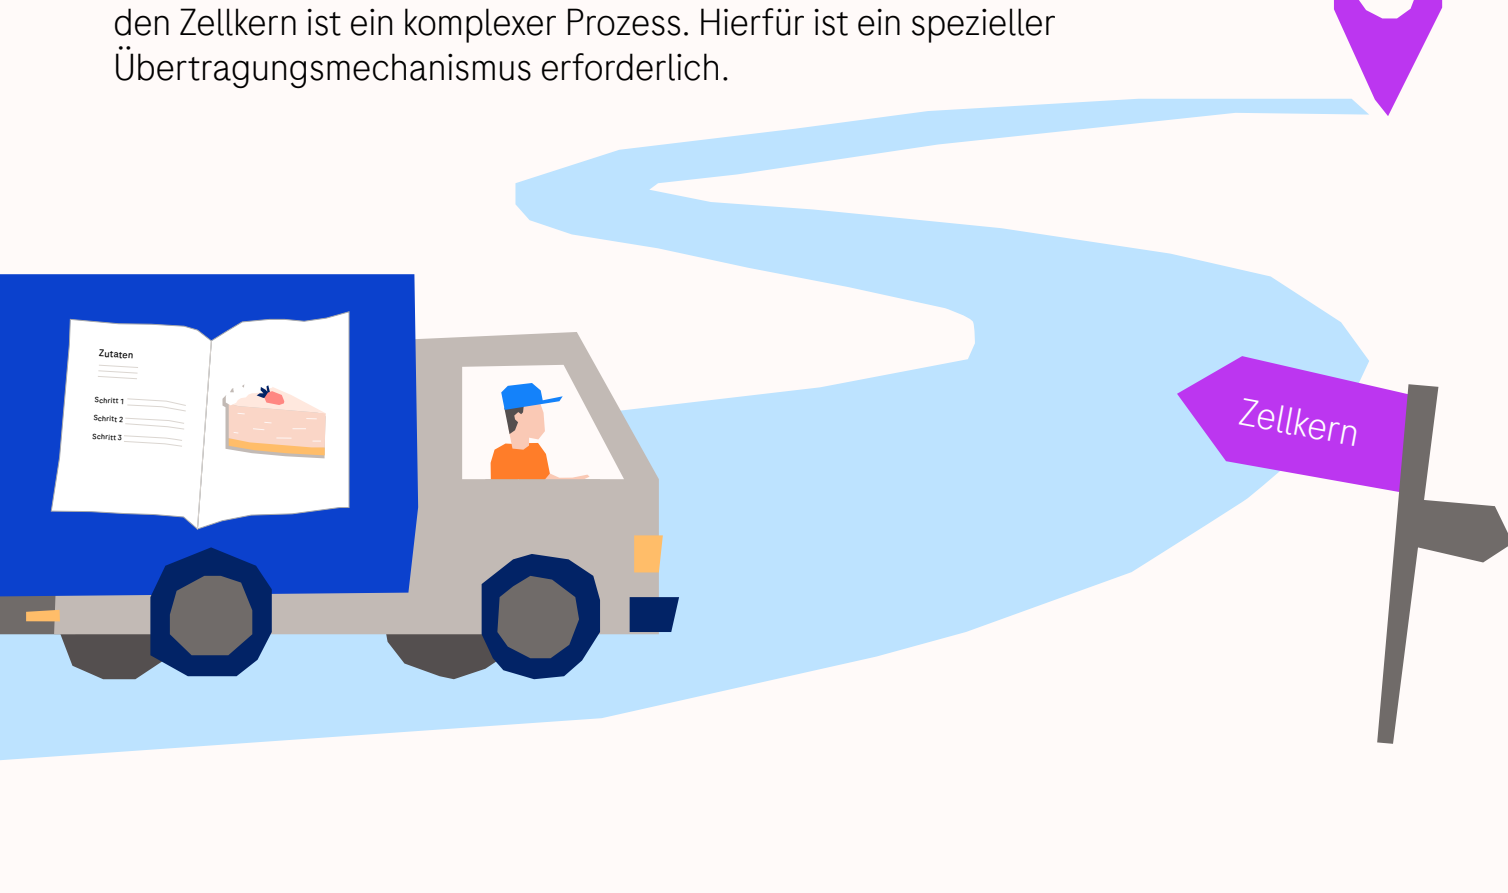 den Zellkern ist ein komplexer Prozess. Hierfür ist ein spezieller
Übertragungsmechanismus erforderlich.
Zutaten
Schritt 1
Schritt 2
Schritt 3
Zellkern